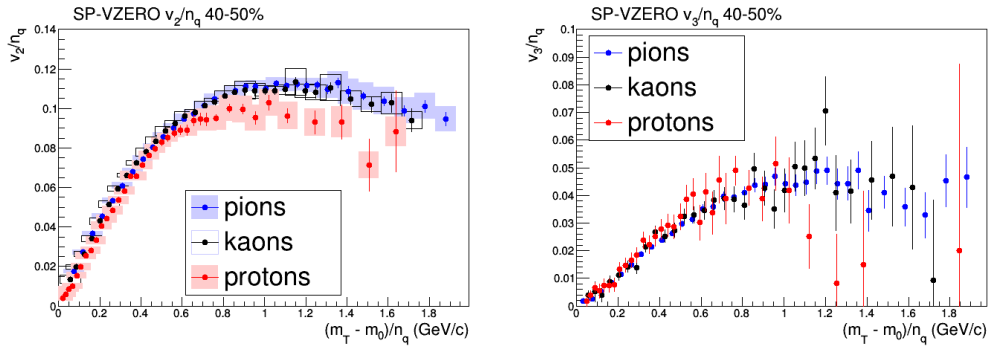 SP-VZERO v2/nq 40-50%
v2/nq
0.14
0.12
0.1
0.08
0.06
0.04
0.02
0
pions
kaons
protons
0 0.2 0.4 0.6 0.8 1 1.2 1.4 1.6 1.8
(mT - m0)/nq (GeV/c)
SP-VZERO v3/nq 40-50%
v3/nq
0.1
0.09
0.08
0.07
0.06
0.05
0.04
0.03
0.02
0.01
0
pions
kaons
protons
0 0.2 0.4 0.6 0.8 1 1.2 1.4 1.6 1.8
(mT - m0)/nq (GeV/c)